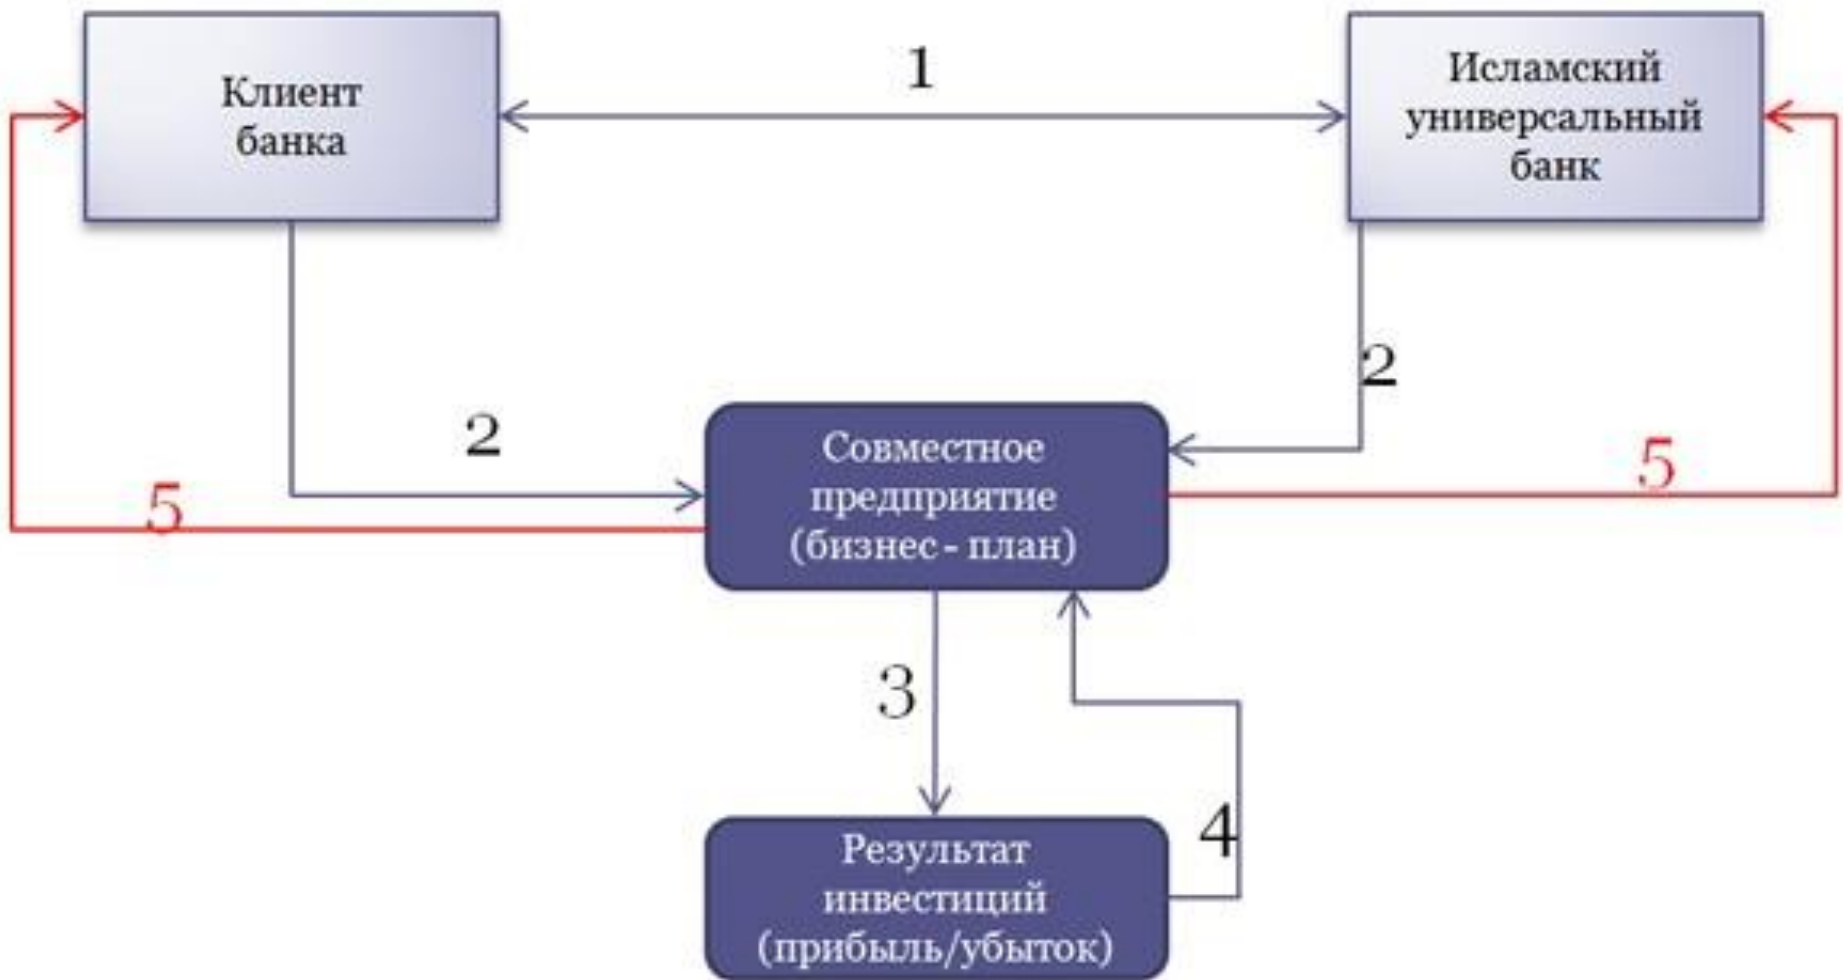 Клиент
банка
1
Исламский
универсальный
банк
2
2
5
5
Совместное
предприятие
(бизнес - план)
3
4
Результат
инвестиций
(прибыль/убыток)